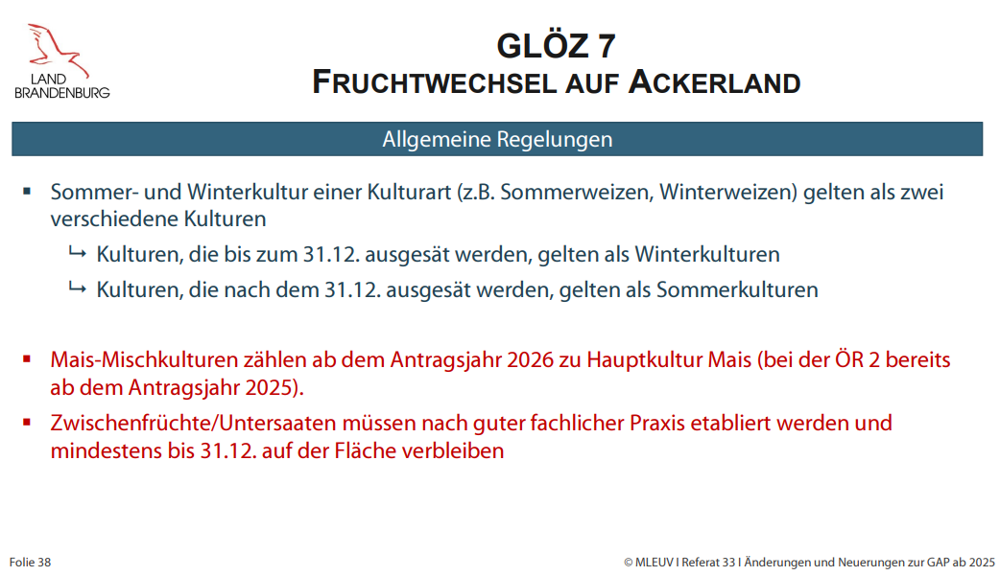 LAND
BRANDENBURG
GLÖZ 7
FRUCHTWECHSEL AUF ACKERLAND
Allgemeine Regelungen
▪ Sommer- und Winterkultur einer Kulturart (z.B. Sommerweizen, Winterweizen) gelten als zwei
verschiedene Kulturen
↳ Kulturen, die bis zum 31.12. ausgesät werden, gelten als Winterkulturen
↳ Kulturen, die nach dem 31.12. ausgesät werden, gelten als Sommerkulturen
▪ Mais-Mischkulturen zählen ab dem Antragsjahr 2026 zu Hauptkultur Mais (bei der ÖR 2 bereits
ab dem Antragsjahr 2025).
▪ Zwischenfrüchte/Untersaaten müssen nach guter fachlicher Praxis etabliert werden und
mindestens bis 31.12. auf der Fläche verbleiben
Folie 38
© MLEUV I Referat 33 I Änderungen und Neuerungen zur GAP ab 2025